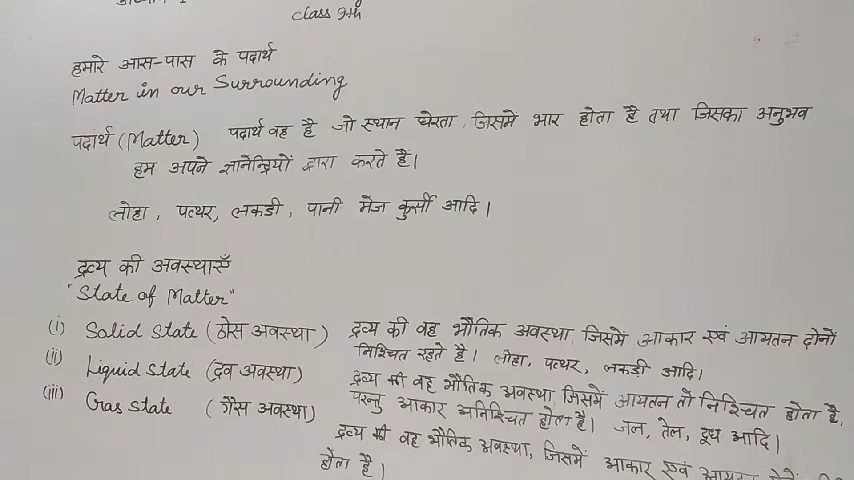 class 9th
हमारे आस-पास के पदार्थ
Matter in our Surrounding
पदार्थ (Matter) पदार्थ वह है जो स्थान घेरता, जिसमे भार होता है तथा जिसका अनुभव
हम अपने ज्ञानेन्द्रियों द्वारा करते हैं।
लोहा, पत्थर, लकडी, पानी मेज कुर्सी आदि।
द्रव्य की अवस्थाएँ
"State of Matter"
(i) Solid State (ठोस अवस्था) द्रव्य की वह भौतिक अवस्था, जिसमें आकार एवं आयतन दोनों
निश्चित रहते है। लोहा, पत्थर, लकड़ी आदि।
(ii) Liquid State (द्रव अवस्था) द्रव्य की वह भौतिक अवस्था, जिसमें आयतन तो निश्चित होता है,
परन्तु आकार अनिश्चित होता है। जल, तेल, दूध आदि।
(iii) Gas State (गैस अवस्था) द्रव्य की वह भौतिक अवस्था, जिसमें आकार एवं आयतन
होता है।